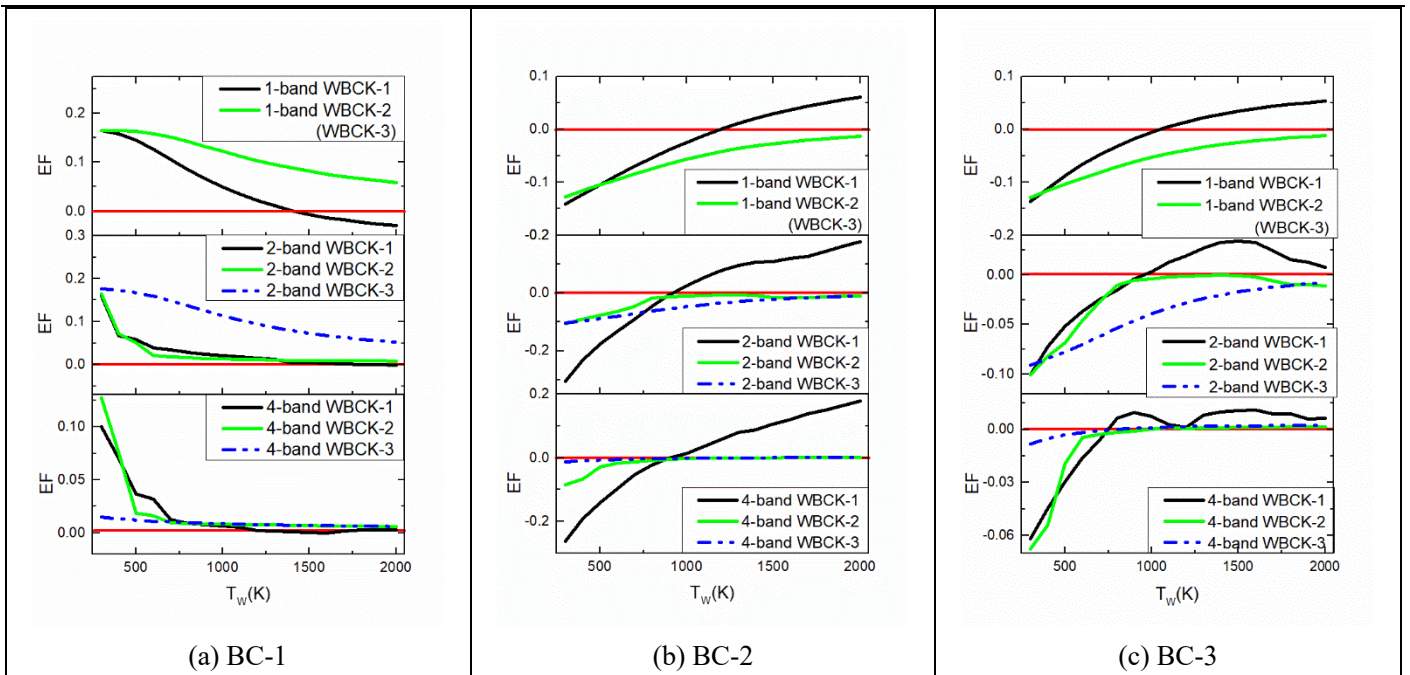 0.2
0.1
0.0
EF
1-band WBCK-1
1-band WBCK-2
(WBCK-3)
0.3
0.2
0.1
0.0
EF
2-band WBCK-1
2-band WBCK-2
2-band WBCK-3
0.10
0.05
0.00
EF
4-band WBCK-1
4-band WBCK-2
4-band WBCK-3
500
1000
1500
2000
TW(K)
(a) BC-1
0.1
0.0
-0.1
-0.2
EF
1-band WBCK-1
1-band WBCK-2
(WBCK-3)
0.0
-0.2
EF
2-band WBCK-1
2-band WBCK-2
2-band WBCK-3
0.2
0.0
-0.2
EF
4-band WBCK-1
4-band WBCK-2
4-band WBCK-3
500
1000
1500
2000
TW(K)
(b) BC-2
0.1
0.0
-0.1
-0.2
EF
1-band WBCK-1
1-band WBCK-2
(WBCK-3)
0.00
-0.05
-0.10
EF
2-band WBCK-1
2-band WBCK-2
2-band WBCK-3
0.00
-0.03
-0.06
EF
4-band WBCK-1
4-band WBCK-2
4-band WBCK-3
500
1000
1500
2000
TW(K)
(c) BC-3